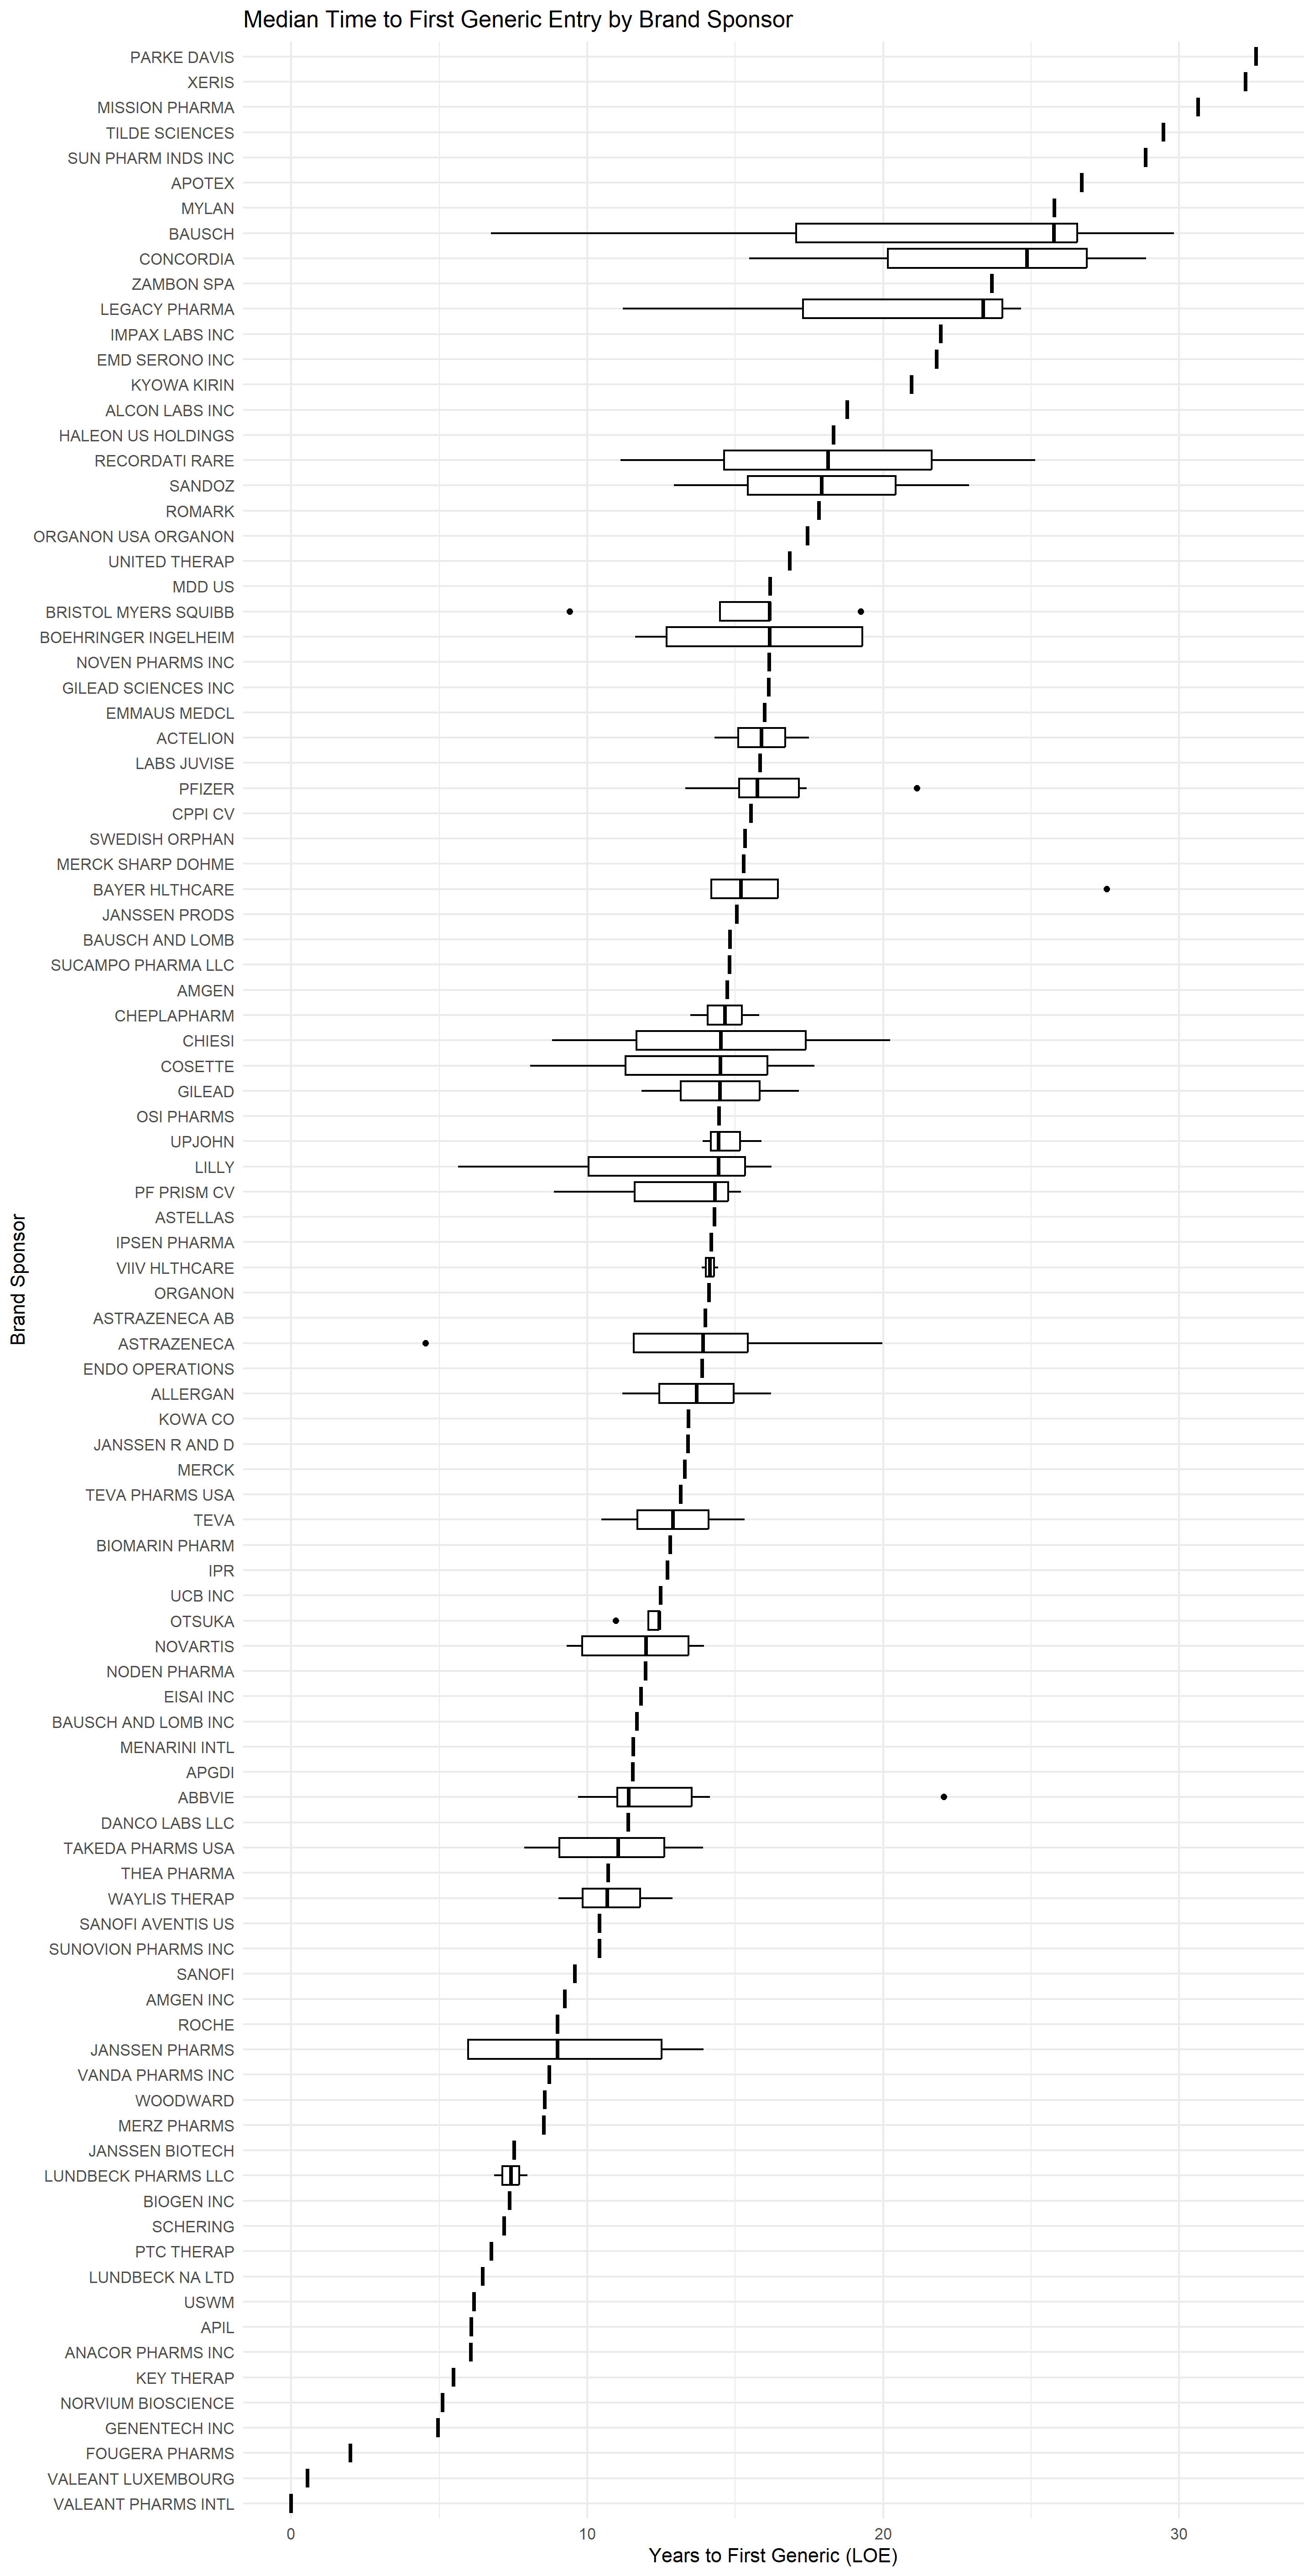 Median Time to First Generic Entry by Brand Sponsor
PARKE DAVIS
XERIS
MISSION PHARMA
TILDE SCIENCES
SUN PHARM INDS INC
APOTEX
MYLAN
BAUSCH
CONCORDIA
ZAMBON SPA
LEGACY PHARMA
IMPAX LABS INC
EMD SERONO INC
KYOWA KIRIN
ALCON LABS INC
HALEON US HOLDINGS
RECORDATI RARE
SANDOZ
ROMARK
ORGANON USA ORGANON
UNITED THERAP
MDD US
BRISTOL MYERS SQUIBB
BOEHRINGER INGELHEIM
NOVEN PHARMS INC
GILEAD SCIENCES INC
EMMAUS MEDCL
ACTELION
LABS JUVISE
PFIZER
CPPI CV
SWEDISH ORPHAN
MERCK SHARP DOHME
BAYER HLTHCARE
JANSSEN PRODS
BAUSCH AND LOMB
SUCAMPO PHARMA LLC
AMGEN
CHEPLAPHARM
CHIESI
COSETTE
GILEAD
OSI PHARMS
UPJOHN
LILLY
PF PRISM CV
ASTELLAS
IPSEN PHARMA
VIIV HLTHCARE
ORGANON
ASTRAZENECA AB
ASTRAZENECA
ENDO OPERATIONS
ALLERGAN
KOWA CO
JANSSEN R AND D
MERCK
TEVA PHARMS USA
TEVA
BIOMARIN PHARM
IPR
UCB INC
OTSUKA
NOVARTIS
NODEN PHARMA
EISAI INC
BAUSCH AND LOMB INC
MENARINI INTL
APGDI
ABBVIE
DANCO LABS LLC
TAKEDA PHARMS USA
THEA PHARMA
WAYLIS THERAP
SANOFI AVENTIS US
SUNOVION PHARMS INC
SANOFI
AMGEN INC
ROCHE
JANSSEN PHARMS
VANDA PHARMS INC
WOODWARD
MERZ PHARMS
JANSSEN BIOTECH
LUNDBECK PHARMS LLC
BIOGEN INC
SCHERING
PTC THERAP
LUNDBECK NA LTD
USWM
APIL
ANACOR PHARMS INC
KEY THERAP
NORVIUM BIOSCIENCE
GENENTECH INC
FOUGERA PHARMS
VALEANT LUXEMBOURG
VALEANT PHARMS INTL
Brand Sponsor
0 10 20 30
Years to First Generic (LOE)